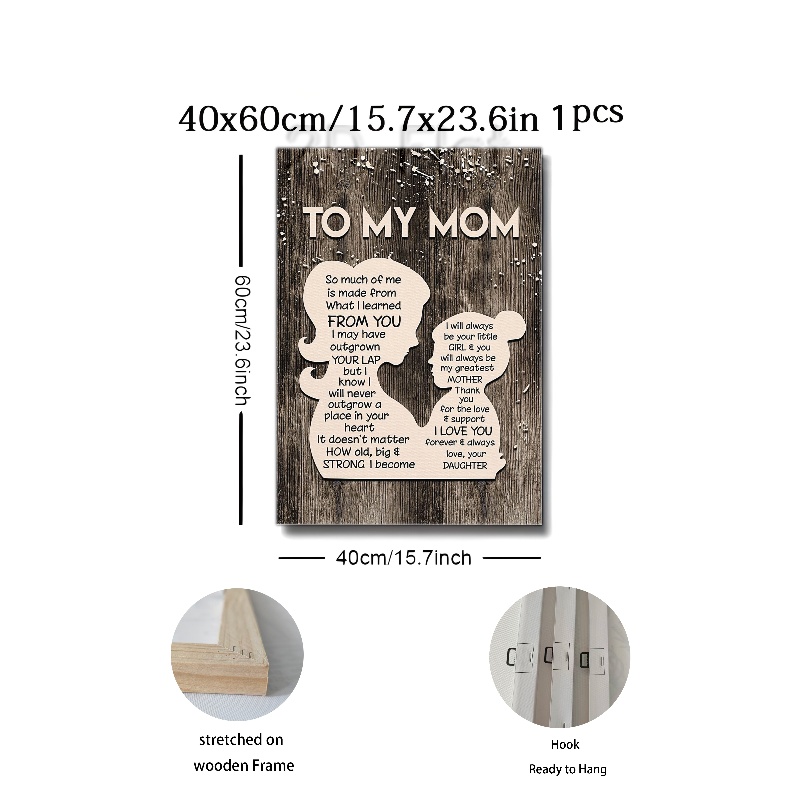 40x60cm/15.7x23.6in 1pcs
TO MY MOM
So much of me
is made from
What I learned
FROM YOU
I may have
outgrown
YOUR LAP
but I
know I
will never
outgrow a
place in your
heart
It doesn't matter
HOW old, big &
STRONG I become
I will always
be your little
GIRL & you
will always be
my greatest
MOTHER
Thank
you
for the love
& support
I LOVE YOU
forever & always
love, your
DAUGHTER
60cm/23.6inch
40cm/15.7inch
stretched on
wooden Frame
Hook
Ready to Hang